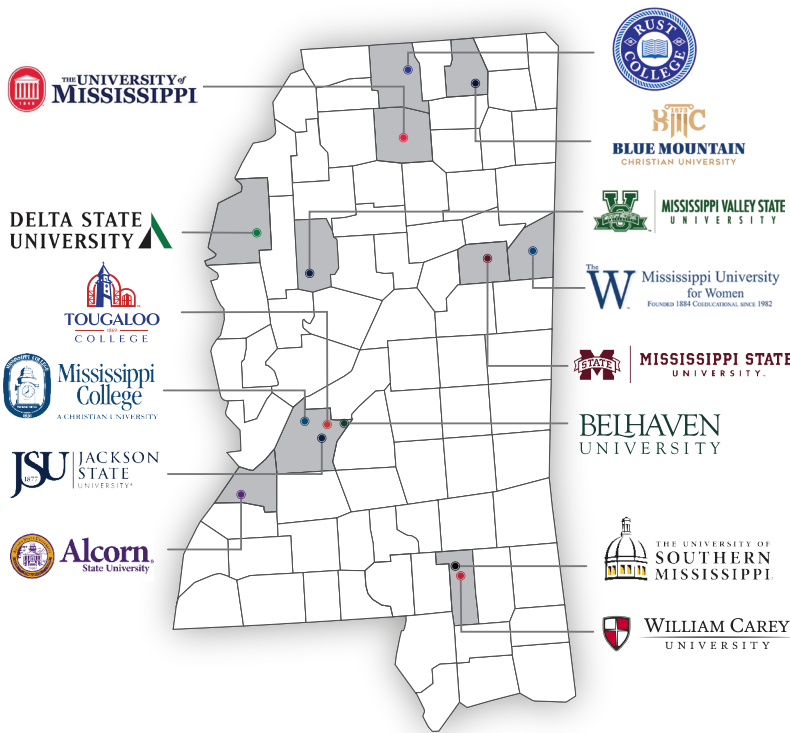 THE UNIVERSITY of
MISSISSIPPI
1848
RUST
COLLEGE
1873
BMC
BLUE MOUNTAIN
CHRISTIAN UNIVERSITY
DELTA STATE
UNIVERSITY
MISSISSIPPI VALLEY STATE
UNIVERSITY
The
W
Mississippi University
for Women
FOUNDED 1884 COEDUCATIONAL SINCE 1982
TOUGALOO
1869
COLLEGE
Mississippi
College
A CHRISTIAN UNIVERSITY
M
STATE
MISSISSIPPI STATE
UNIVERSITY™
BELHAVEN
UNIVERSITY
JSU
1877
JACKSON
STATE
UNIVERSITY
Alcorn
State University
THE UNIVERSITY OF
SOUTHERN
MISSISSIPPI
WILLIAM CAREY
UNIVERSITY